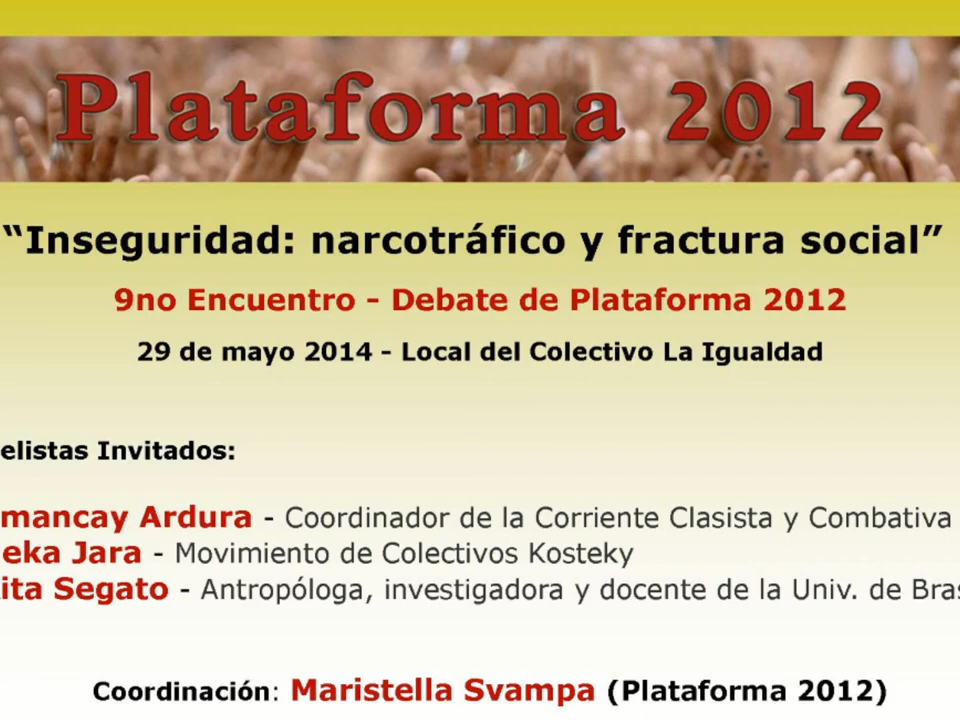 Plataforma 2012
“Inseguridad: narcotráfico y fractura social”
9no Encuentro - Debate de Plataforma 2012
29 de mayo 2014 - Local del Colectivo La Igualdad
elistas Invitados:
mancay Ardura - Coordinador de la Corriente Clasista y Combativa
eka Jara - Movimiento de Colectivos Kosteky
ita Segato - Antropóloga, investigadora y docente de la Univ. de Bras
Coordinación: Maristella Svampa (Plataforma 2012)